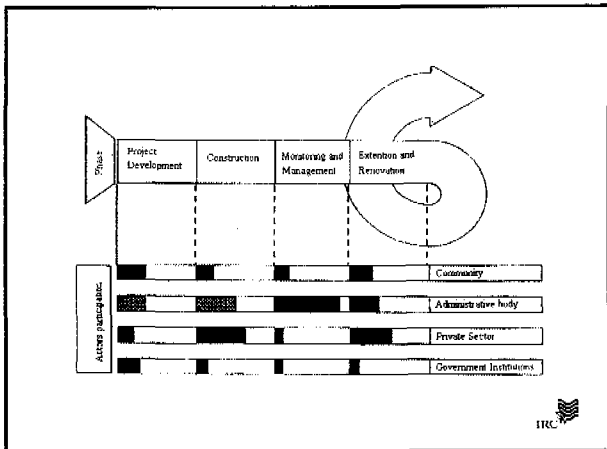 Phase
Project
Development
Construction
Monitoring and
Management
Extention and
Renovation
Actors participation
Community
Administrative body
Private Sector
Government Institutions
IRC